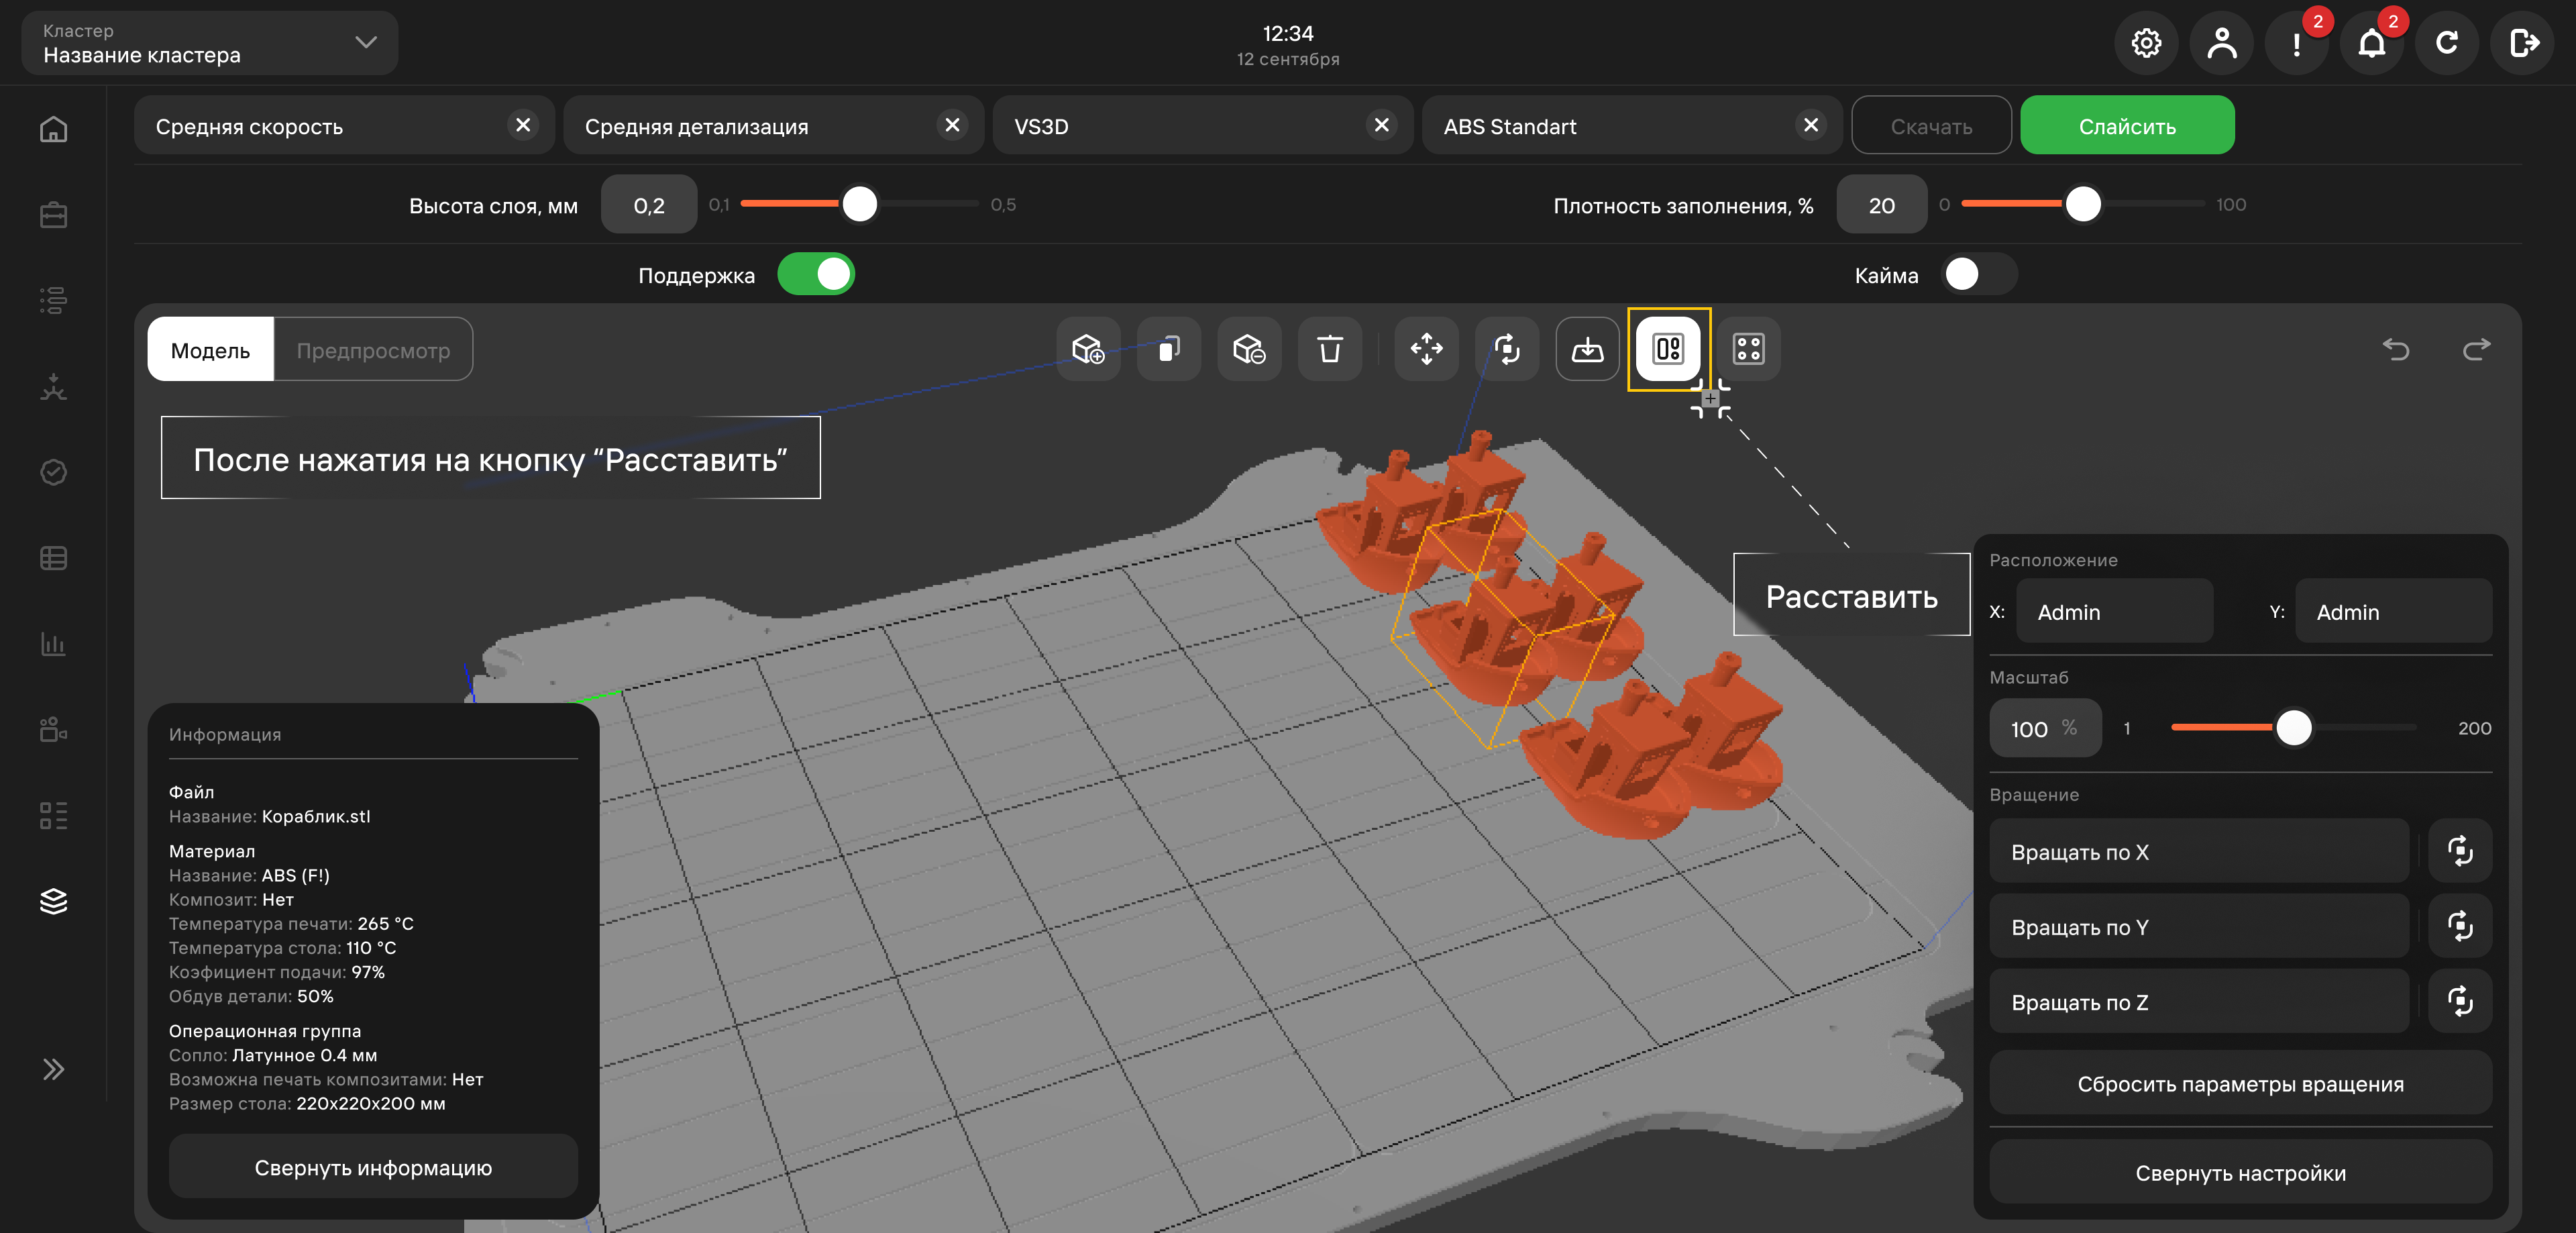 Кластер
Название кластера
12:34
12 сентября
2
2
Средняя скорость
Средняя детализация
VS3D
ABS Standart
Скачать
Слайсить
Высота слоя, мм
0,2
0,1
0,5
Плотность заполнения, %
20
0
100
Поддержка
Кайма
Модель
Предпросмотр
После нажатия на кнопку “Расставить”
Расставить
Информация
Файл
Название: Кораблик.stl
Материал
Название: ABS (F!)
Композит: Нет
Температура печати: 265 °C
Температура стола: 110 °C
Коэфициент подачи: 97%
Обдув детали: 50%
Операционная группа
Сопло: Латунное 0.4 мм
Возможна печать композитами: Нет
Размер стола: 220x220x200 мм
Свернуть информацию
Расположение
X: Admin
Y: Admin
Масштаб
100 %
1
200
Вращение
Вращать по X
Вращать по Y
Вращать по Z
Сбросить параметры вращения
Свернуть настройки